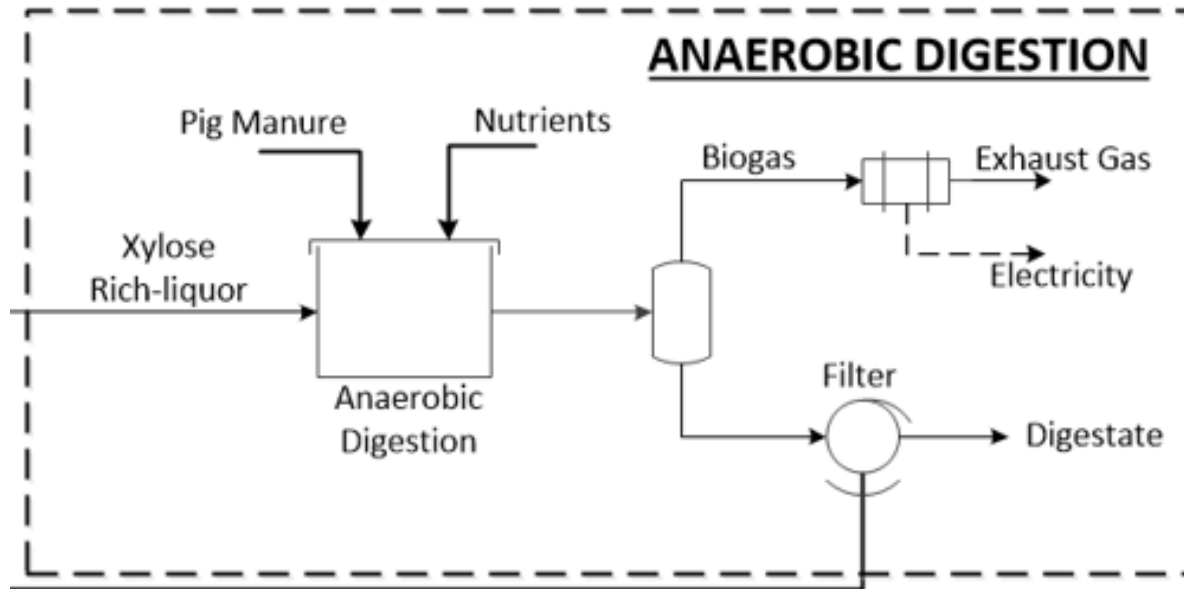 ANAEROBIC DIGESTION
Pig Manure
Nutrients
Biogas
Exhaust Gas
Xylose
Rich-liquor
Electricity
Anaerobic
Digestion
Filter
Digestate